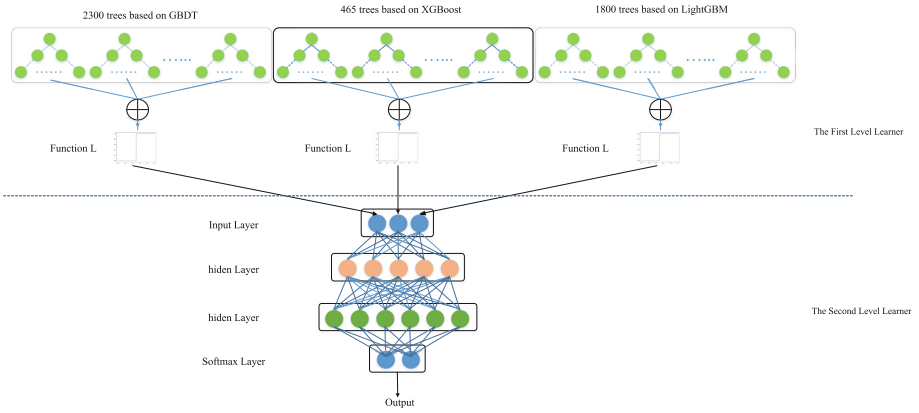 2300 trees based on GBDT
465 trees based on XGBoost
1800 trees based on LightGBM
Function L
Function L
Function L
The First Level Learner
Input Layer
hiden Layer
hiden Layer
The Second Level Learner
Softmax Layer
Output